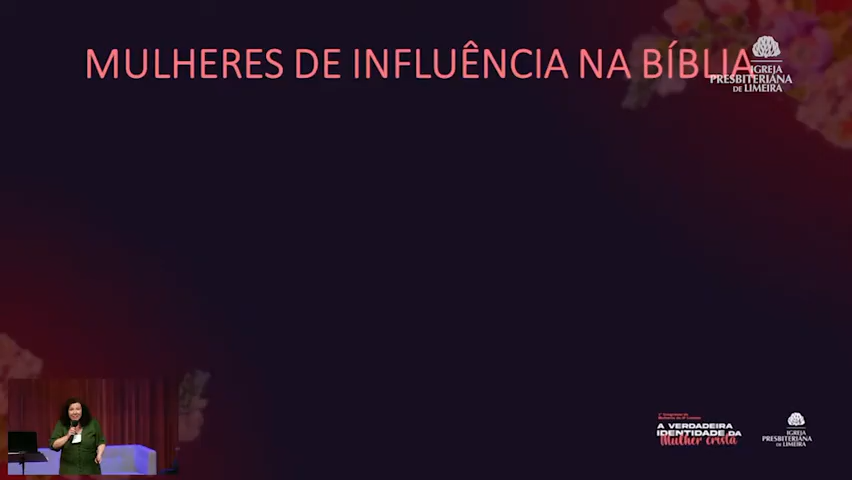 MULHERES DE INFLUÊNCIA NA BÍBLIA
IGREJA
PRESBITERIANA
DE LIMEIRA
A VERDADEIRA
IDENTIDADE DA
Mulher cristã
IGREJA
PRESBITERIANA
DE LIMEIRA